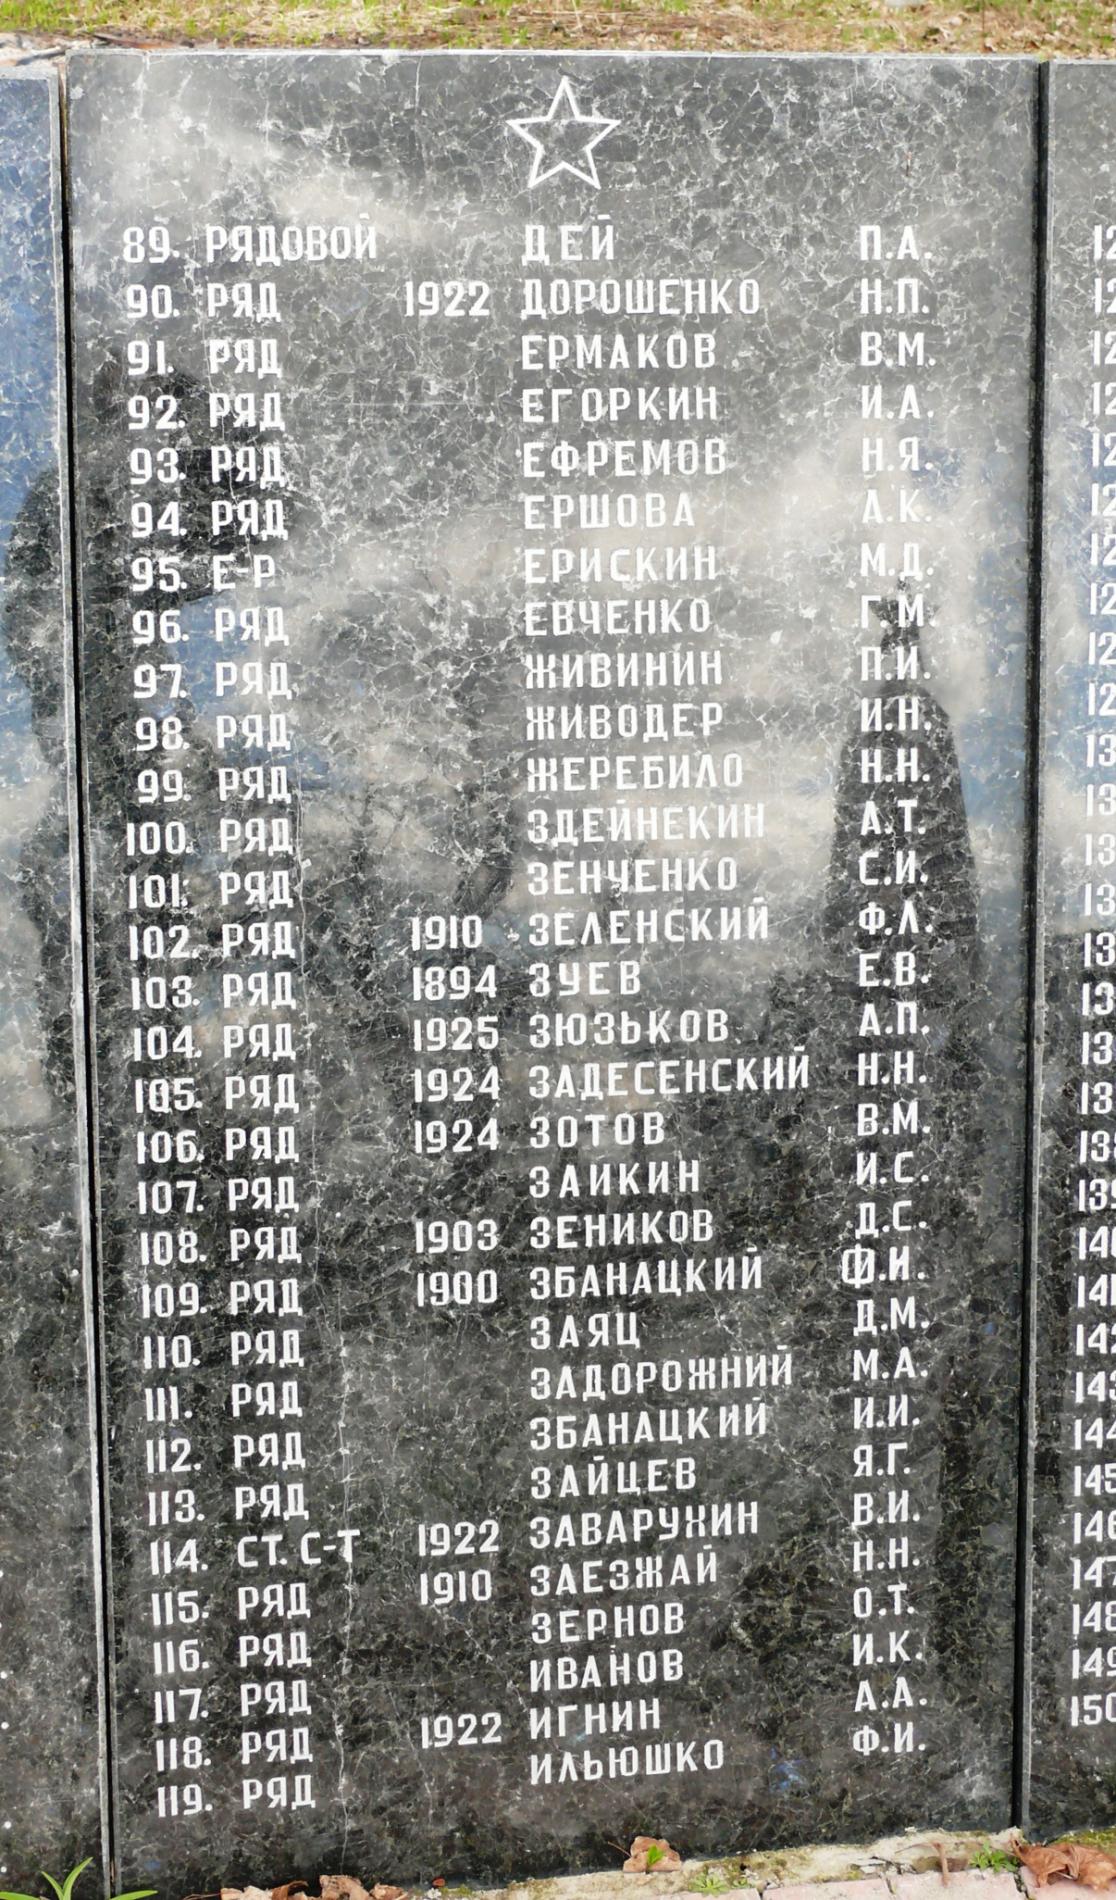 89. РЯДОВОЙ ДЕЙ П.А.
90. РЯД 1922 ДОРОШЕНКО Н.П.
91. РЯД ЕРМАКОВ В.М.
92. РЯД ЕГОРКИН И.А.
93. РЯД ЕФРЕМОВ Н.Я.
94. РЯД ЕРШОВА А.К.
95. Е-Р ЕРИСКИН М.Д.
96. РЯД ЕВЧЕНКО Г.М.
97. РЯД ЖИВИНИН П.И.
98. РЯД ЖИВОДЕР И.Н.
99. РЯД ЖЕРЕБИЛО Н.Н.
100. РЯД ЗДЕЙНЕКИН А.Т.
101. РЯД ЗЕНЧЕНКО С.И.
102. РЯД 1910 ЗЕЛЕНСКИЙ Ф.Л.
103. РЯД 1894 ЗУЕВ Е.В.
104. РЯД 1925 ЗЮЗЬКОВ А.П.
105. РЯД 1924 ЗАДЕСЕНСКИЙ Н.Н.
106. РЯД 1924 ЗОТОВ В.М.
107. РЯД ЗАИКИН И.С.
108. РЯД 1903 ЗЕНИКОВ Д.С.
109. РЯД 1900 ЗБАНАЦКИЙ Ф.И.
110. РЯД ЗАЯЦ Д.М.
111. РЯД ЗАДОРОЖНИЙ М.А.
112. РЯД ЗБАНАЦКИЙ И.И.
113. РЯД ЗАЙЦЕВ Я.Г.
114. СТ. С-Т 1922 ЗАВАРУХИН В.И.
115. РЯД 1910 ЗАЕЗЖАЙ Н.Н.
116. РЯД ЗЕРНОВ О.Т.
117. РЯД ИВАНОВ И.К.
118. РЯД 1922 ИГНИН А.А.
119. РЯД ИЛЬЮШКО Ф.И.